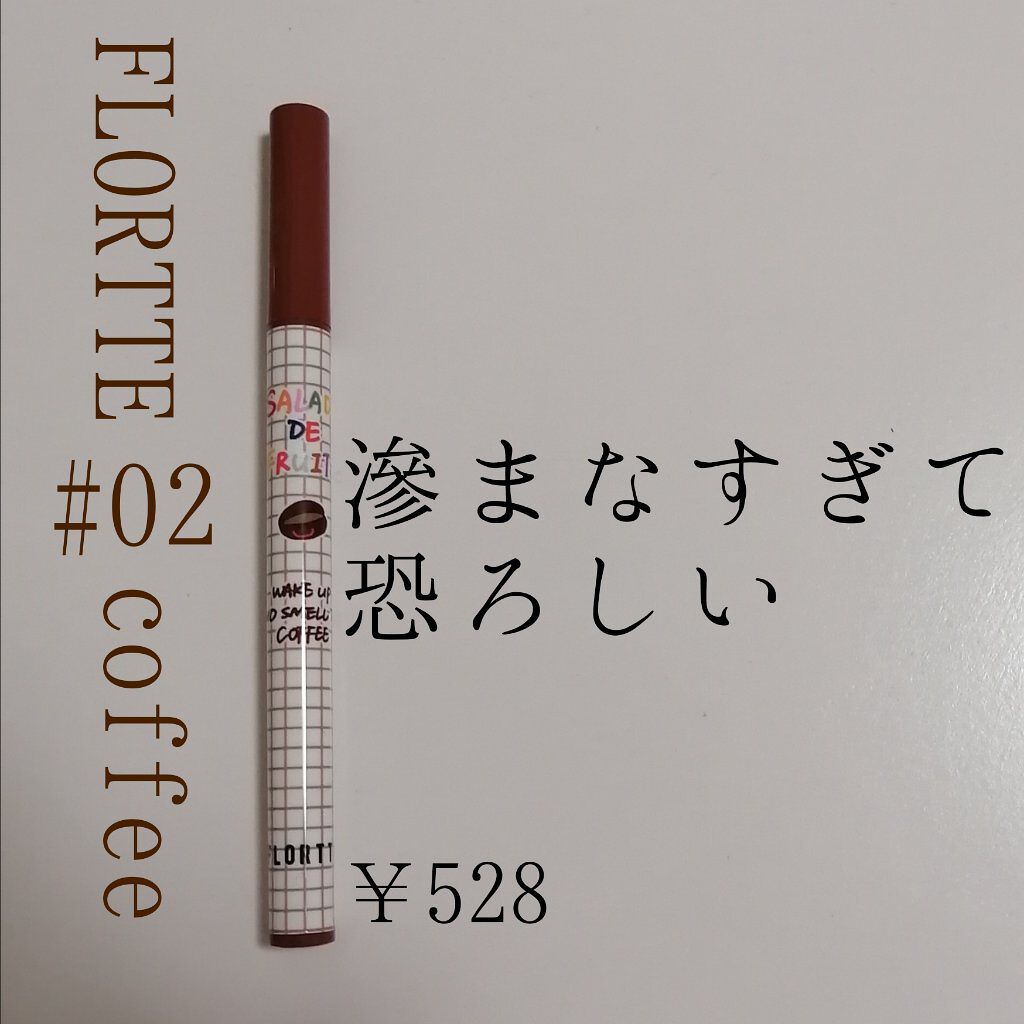 FLORTTE
#02
coffee
滲まなすぎて
恐ろしい
¥528
SALAD
DE
FRUIT
WAKE UP
D SMELL
COFFEE
FLORTT